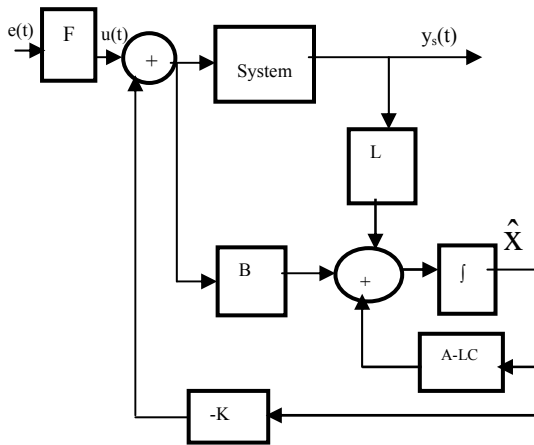 e(t)
F
u(t)
+
System
yₛ(t)
L
B
+
∫
x̂
A-LC
-K